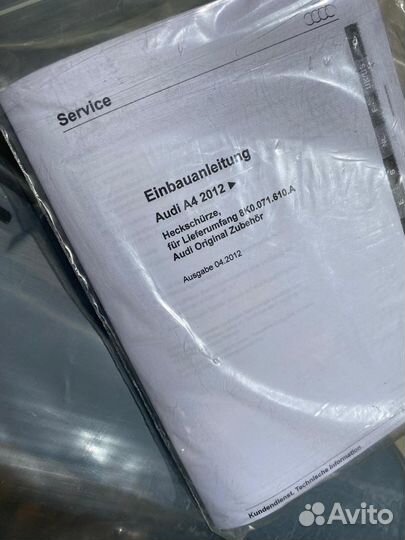 Service
Einbauanleitung
Audi A4 2012 ▶
Heckschürze,
für Lieferumfang 8K0.071.610.A
Audi Original Zubehör
Ausgabe 04.2012
Kundendienst. Technische Information
Avito